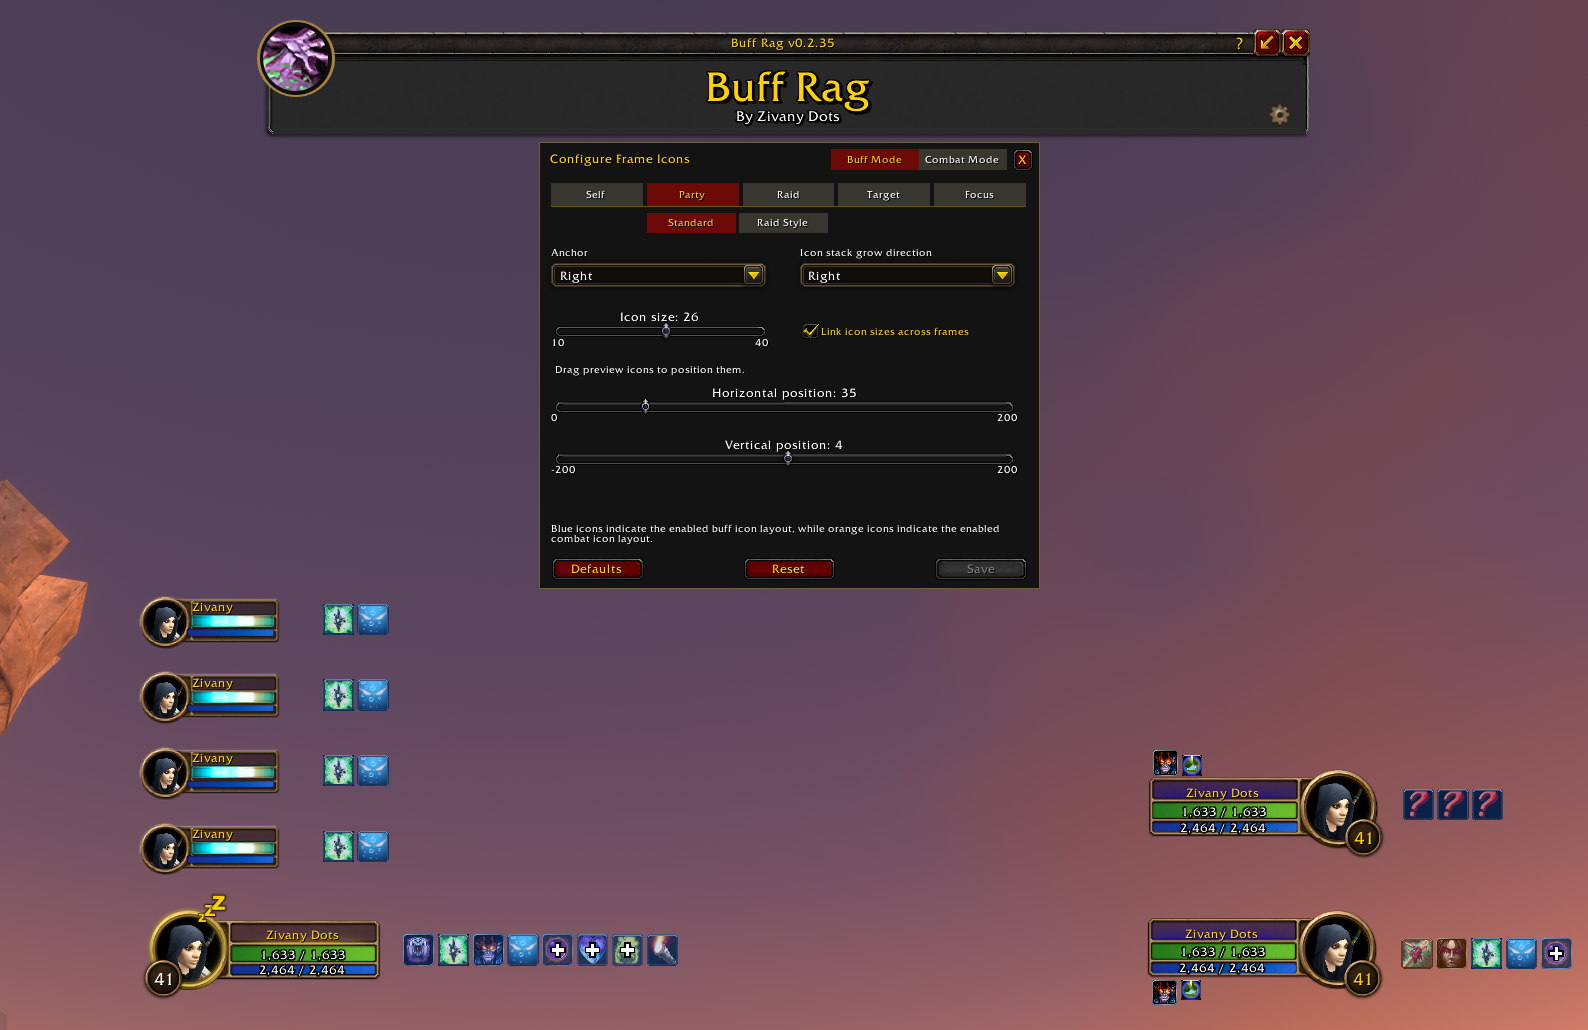 Buff Rag v0.2.35
?
Buff Rag
By Zivany Dots
Configure Frame Icons
Buff Mode
Combat Mode
X
Self
Party
Raid
Target
Focus
Standard
Raid Style
Anchor
Icon stack grow direction
Right
Right
Icon size: 26
Link icon sizes across frames
10
40
Drag preview icons to position them.
Horizontal position: 35
0
200
Vertical position: 4
-200
200
Blue icons indicate the enabled buff icon layout, while orange icons indicate the enabled
combat icon layout.
Defaults
Reset
Save
Zivany
Zivany
Zivany
Zivany
Zivany Dots
1,633 / 1,633
2,464 / 2,464
41
? ? ?
zzZ
Zivany Dots
1,633 / 1,633
2,464 / 2,464
41
Zivany Dots
1,633 / 1,633
2,464 / 2,464
41